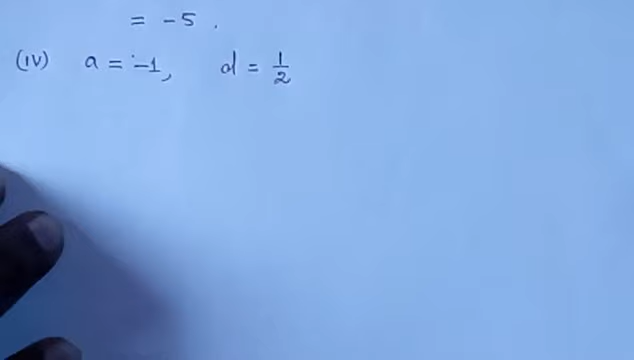 = -5 .
(iv) a = -1, d = 1/2